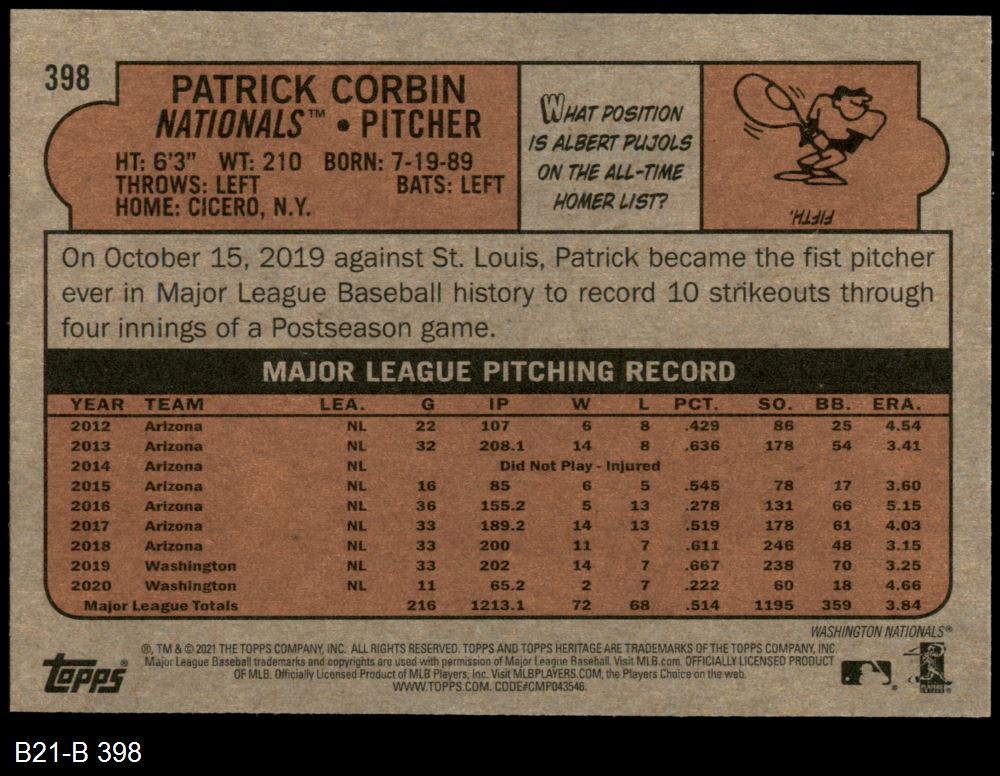 398
PATRICK CORBIN
NATIONALS™ • PITCHER
HT: 6'3" WT: 210 BORN: 7-19-89
THROWS: LEFT BATS: LEFT
HOME: CICERO, N.Y.
WHAT POSITION
IS ALBERT PUJOLS
ON THE ALL-TIME
HOMER LIST?
FIFTH.
On October 15, 2019 against St. Louis, Patrick became the fist pitcher
ever in Major League Baseball history to record 10 strikeouts through
four innings of a Postseason game.
MAJOR LEAGUE PITCHING RECORD
YEAR TEAM LEA. G IP W L PCT. SO. BB. ERA.
2012 Arizona NL 22 107 6 8 .429 86 25 4.54
2013 Arizona NL 32 208.1 14 8 .636 178 54 3.41
2014 Arizona NL Did Not Play - Injured
2015 Arizona NL 16 85 6 5 .545 78 17 3.60
2016 Arizona NL 36 155.2 5 13 .278 131 66 5.15
2017 Arizona NL 33 189.2 14 13 .519 178 61 4.03
2018 Arizona NL 33 200 11 7 .611 246 48 3.15
2019 Washington NL 33 202 14 7 .667 238 70 3.25
2020 Washington NL 11 65.2 2 7 .222 60 18 4.66
Major League Totals 216 1213.1 72 68 .514 1195 359 3.84
WASHINGTON NATIONALS®
®, TM & © 2021 THE TOPPS COMPANY, INC. ALL RIGHTS RESERVED. TOPPS AND TOPPS HERITAGE ARE TRADEMARKS OF THE TOPPS COMPANY, INC.
Major League Baseball trademarks and copyrights are used with permission of Major League Baseball. Visit MLB.com. OFFICIALLY LICENSED PRODUCT
OF MLB. Officially Licensed Product of MLB Players, Inc. Visit MLBPLAYERS.COM, the Players Choice on the web.
WWW.TOPPS.COM. CODE#CMP043546.
topps®
B21-B 398